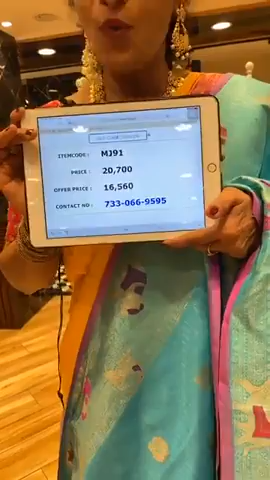 ITEMCODE : MJ91
PRICE : 20,700
OFFER PRICE : 16,560
CONTACT NO : 733-066-9595